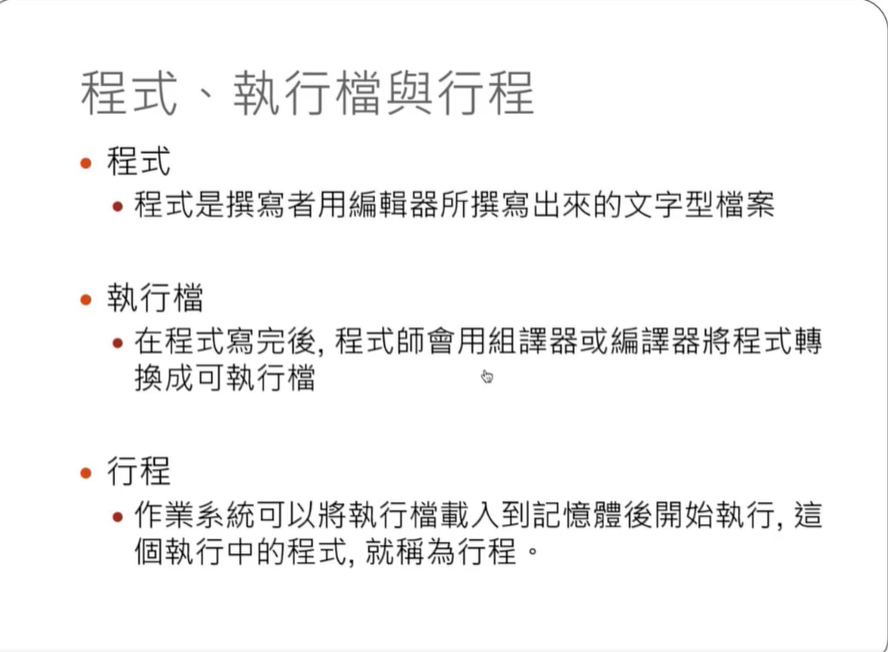 程式、執行檔與行程
• 程式
• 程式是撰寫者用編輯器所撰寫出來的文字型檔案
• 執行檔
• 在程式寫完後, 程式師會用組譯器或編譯器將程式轉
換成可執行檔
• 行程
• 作業系統可以將執行檔載入到記憶體後開始執行, 這
個執行中的程式, 就稱為行程。